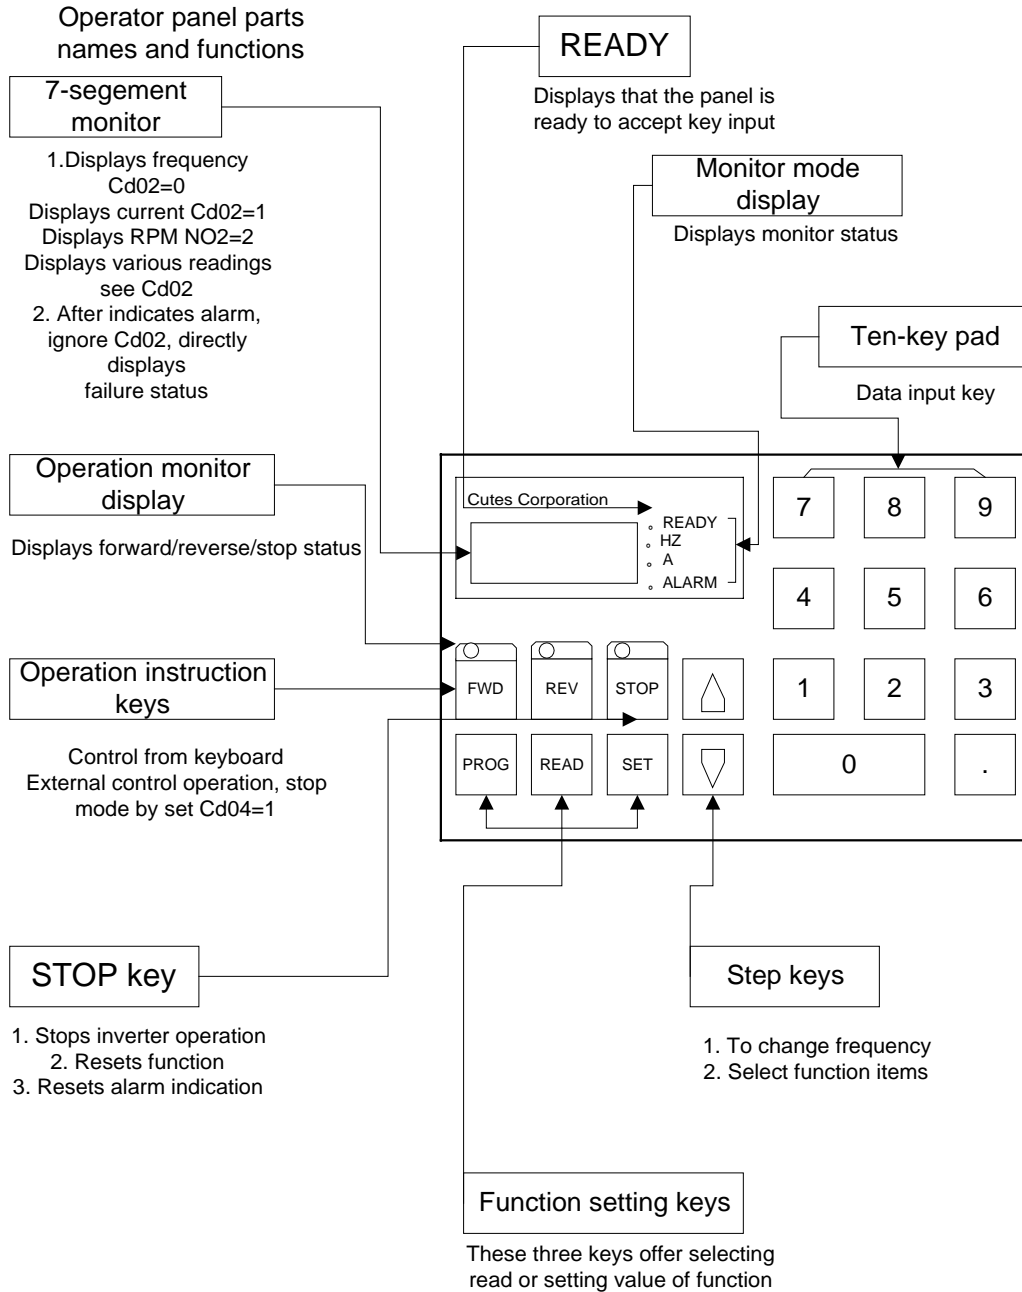 Operator panel parts
names and functions
READY
Displays that the panel is
ready to accept key input
7-segement
monitor
1.Displays frequency
Cd02=0
Displays current Cd02=1
Displays RPM NO2=2
Displays various readings
see Cd02
2. After indicates alarm,
ignore Cd02, directly
displays
failure status
Monitor mode
display
Displays monitor status
Ten-key pad
Data input key
Operation monitor
display
Displays forward/reverse/stop status
Operation instruction
keys
Control from keyboard
External control operation, stop
mode by set Cd04=1
Cutes Corporation
READY
HZ
A
ALARM
7 8 9
4 5 6
FWD REV STOP 1 2 3
PROG READ SET 0 .
STOP key
1. Stops inverter operation
2. Resets function
3. Resets alarm indication
Step keys
1. To change frequency
2. Select function items
Function setting keys
These three keys offer selecting
read or setting value of function